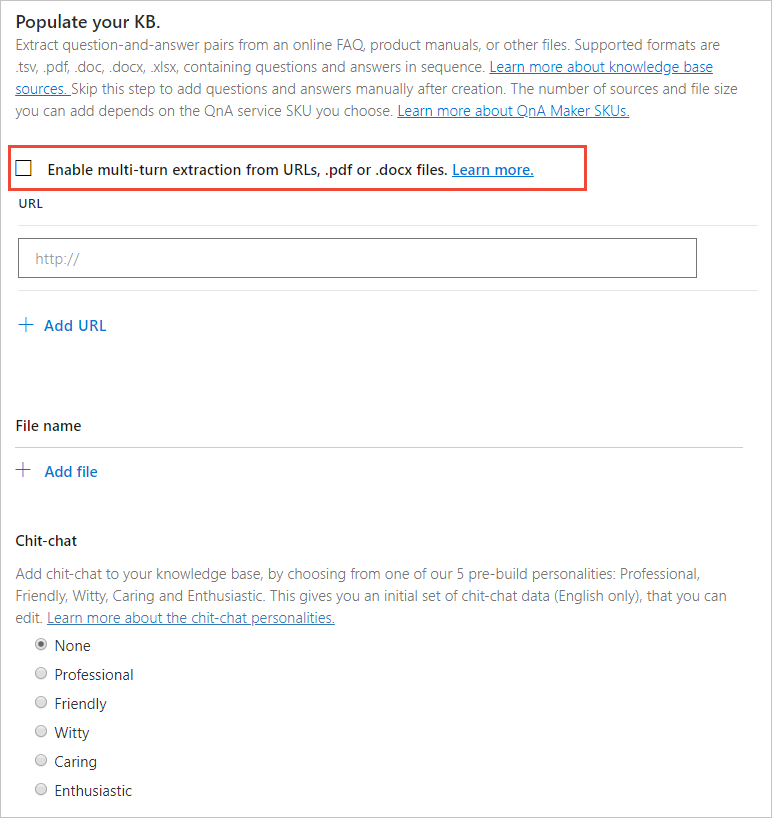 Populate your KB.
Extract question-and-answer pairs from an online FAQ, product manuals, or other files. Supported formats are
.tsv, .pdf, .doc, .docx, .xlsx, containing questions and answers in sequence. Learn more about knowledge base
sources. Skip this step to add questions and answers manually after creation. The number of sources and file size
you can add depends on the QnA service SKU you choose. Learn more about QnA Maker SKUs.
Enable multi-turn extraction from URLs, .pdf or .docx files. Learn more.
URL
http://
Add URL
File name
Add file
Chit-chat
Add chit-chat to your knowledge base, by choosing from one of our 5 pre-build personalities: Professional,
Friendly, Witty, Caring and Enthusiastic. This gives you an initial set of chit-chat data (English only), that you can
edit. Learn more about the chit-chat personalities.
None
Professional
Friendly
Witty
Caring
Enthusiastic